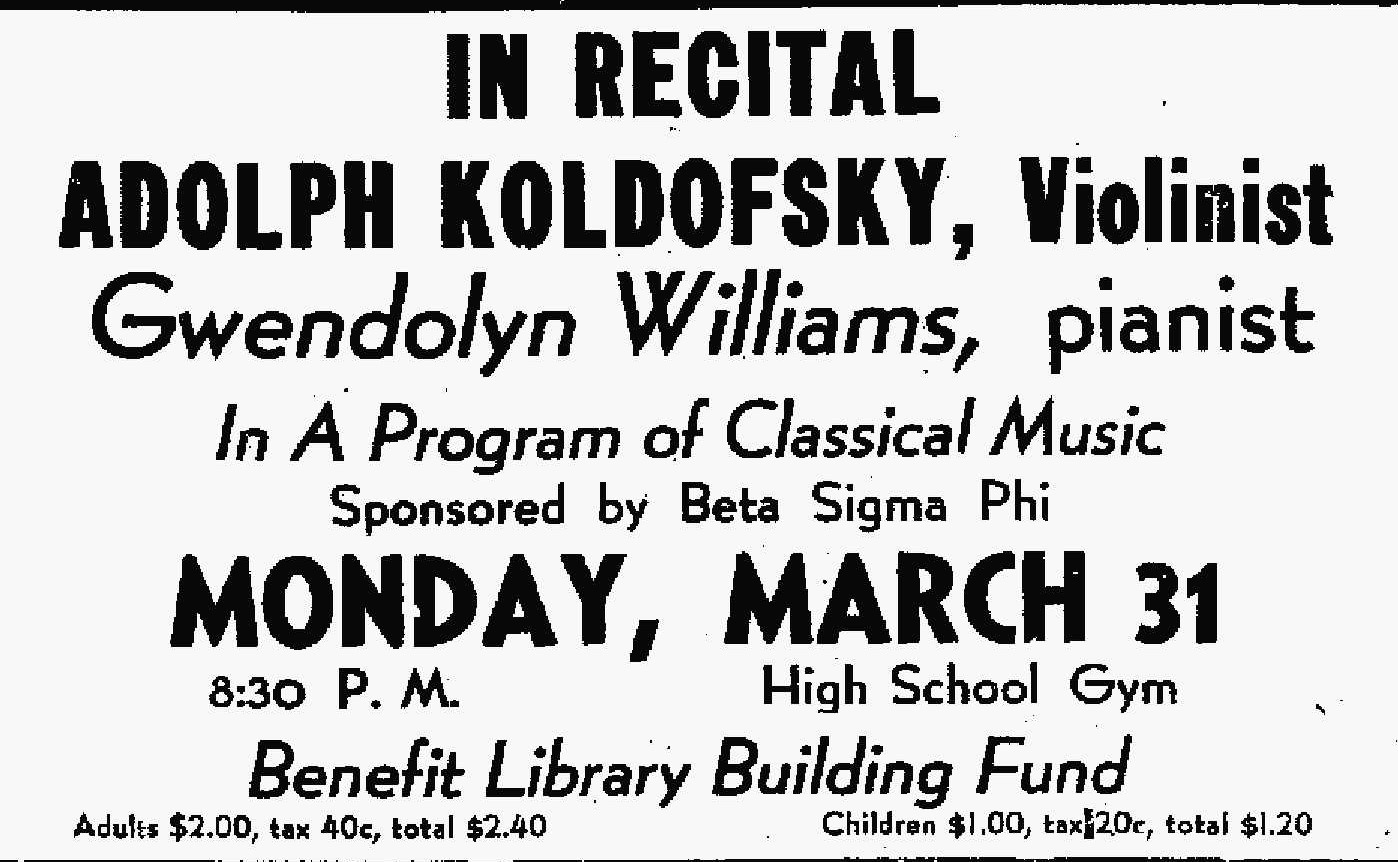 IN RECITAL
ADOLPH KOLDOFSKY, Violinist
Gwendolyn Williams, pianist
In A Program of Classical Music
Sponsored by Beta Sigma Phi
MONDAY, MARCH 31
8:30 P. M. High School Gym
Benefit Library Building Fund
Adults $2.00, tax 40c, total $2.40 Children $1.00, tax 20c, total $1.20